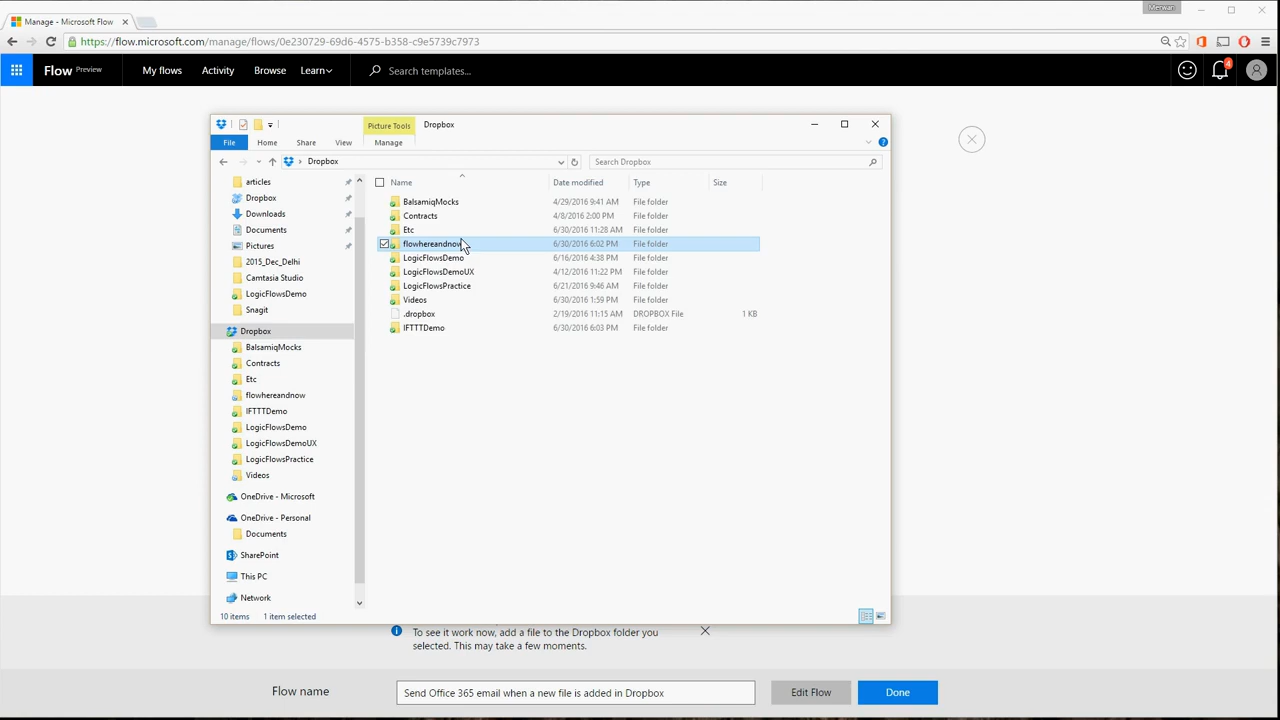 Manage - Microsoft Flow
Merwan
https://flow.microsoft.com/manage/flows/0e230729-69d6-4575-b358-c9e5739c7973
Flow Preview My flows Activity Browse Learn Search templates... 4
Picture Tools Dropbox
File Home Share View Manage
Dropbox Search Dropbox
Name Date modified Type Size
articles
Dropbox
Downloads
Documents
Pictures
2015_Dec_Delhi
Camtasia Studio
LogicFlowsDemo
Snagit
Dropbox
BalsamiqMocks
Contracts
Etc
flowhereandnow
IFTTTDemo
LogicFlowsDemo
LogicFlowsDemoUX
LogicFlowsPractice
Videos
OneDrive - Microsoft
OneDrive - Personal
Documents
SharePoint
This PC
Network
BalsamiqMocks 4/29/2016 9:41 AM File folder
Contracts 4/8/2016 2:00 PM File folder
Etc 6/30/2016 11:28 AM File folder
flowhereandnow 6/30/2016 6:02 PM File folder
LogicFlowsDemo 6/16/2016 4:38 PM File folder
LogicFlowsDemoUX 4/12/2016 11:22 PM File folder
LogicFlowsPractice 6/21/2016 9:46 AM File folder
Videos 6/30/2016 1:59 PM File folder
.dropbox 2/19/2016 11:15 AM DROPBOX File 1 KB
IFTTTDemo 6/30/2016 6:03 PM File folder
10 items 1 item selected
To see it work now, add a file to the Dropbox folder you
selected. This may take a few moments.
Flow name Send Office 365 email when a new file is added in Dropbox Edit Flow Done